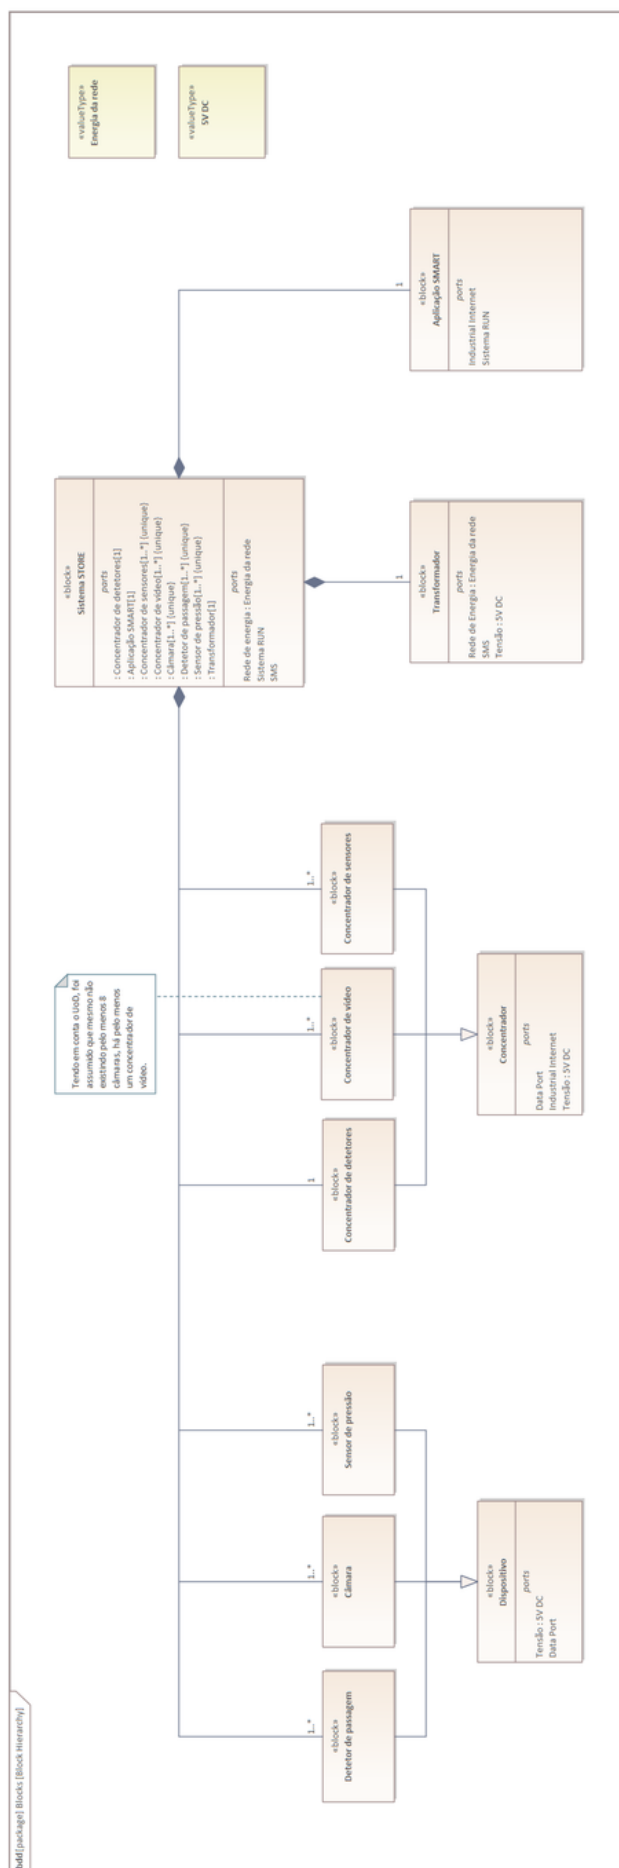 bdd [package] Blocks [Block Hierarchy]
Tendo em conta o UoD, foi
assumido que mesmo não
existindo pelo menos 8
câmaras, há pelo menos
um concentrador de
vídeo.
«block»
Sistema STORE
ports
: Concentrador de detetores[1]
: Aplicação SMART[1]
: Concentrador de sensores[1..*] {unique}
: Concentrador de vídeo[1..*] {unique}
: Câmara[1..*] {unique}
: Detetor de passagem[1..*] {unique}
: Sensor de pressão[1..*] {unique}
: Transformador[1]
ports
Rede de energia : Energia da rede
Sistema RUN
SMS
«valueType»
Energia da rede
«valueType»
5V DC
1..*
1..*
1..*
1
1..*
1..*
1
1
«block»
Detetor de passagem
«block»
Câmara
«block»
Sensor de pressão
«block»
Concentrador de detetores
«block»
Concentrador de vídeo
«block»
Concentrador de sensores
«block»
Transformador
ports
Rede de Energia : Energia da rede
SMS
Tensão : 5V DC
«block»
Aplicação SMART
ports
Industrial Internet
Sistema RUN
«block»
Dispositivo
ports
Tensão : 5V DC
Data Port
«block»
Concentrador
ports
Data Port
Industrial Internet
Tensão : 5V DC